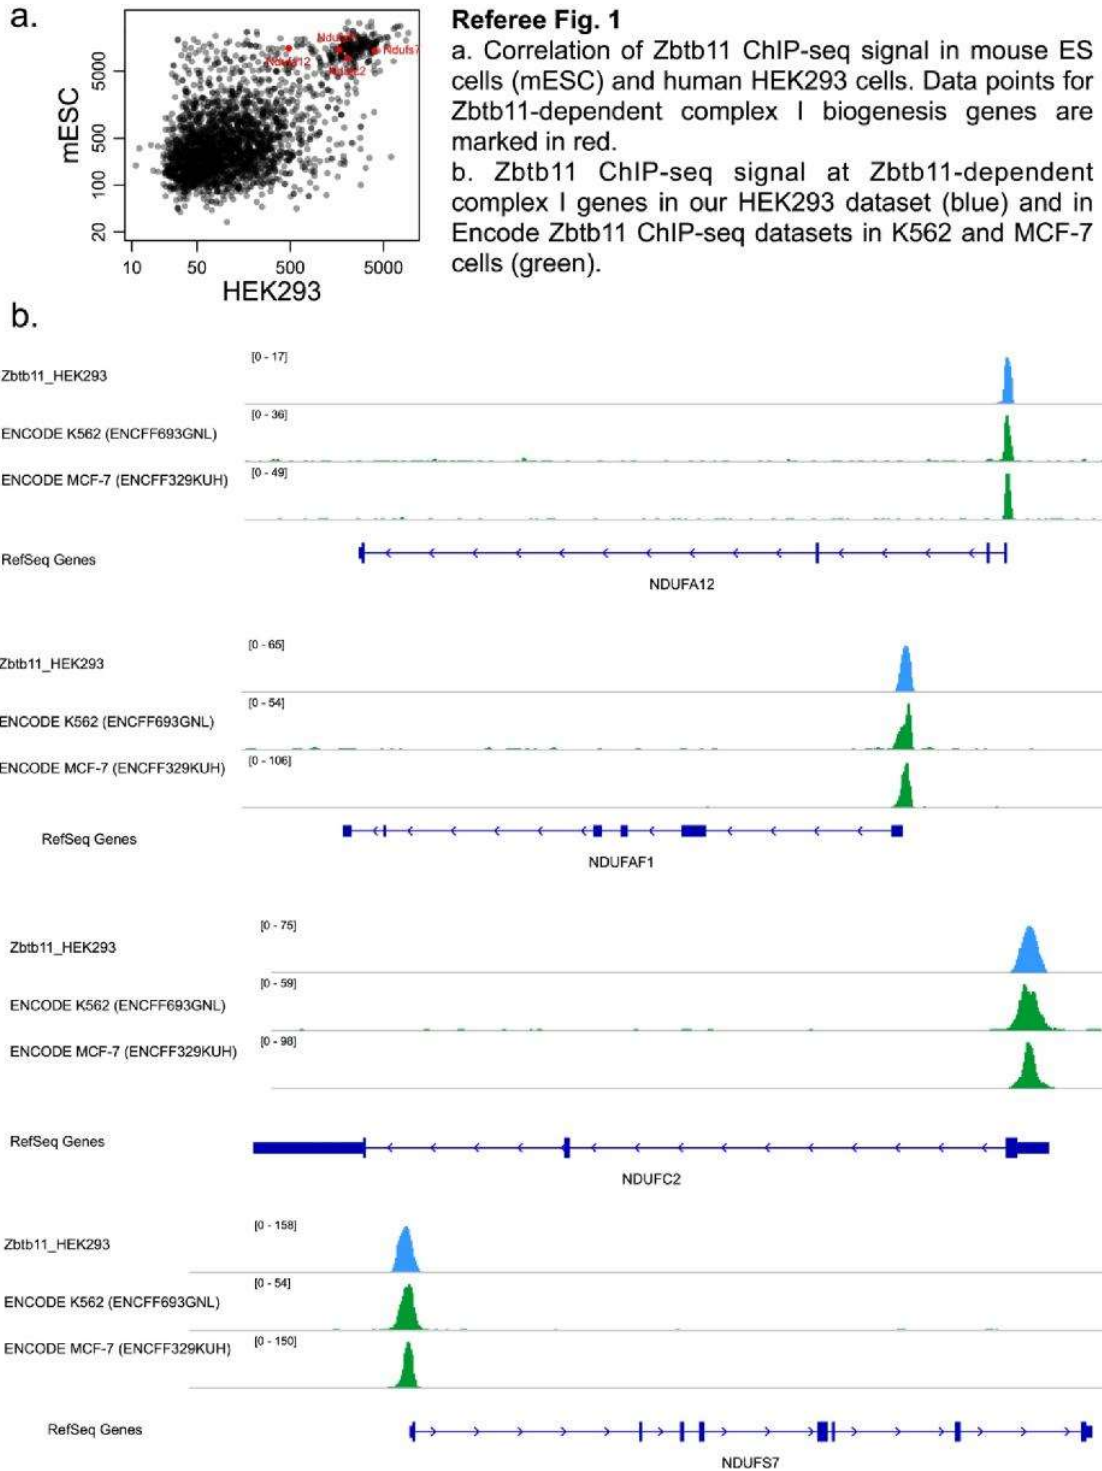 a.
Referee Fig. 1
a. Correlation of Zbtb11 ChIP-seq signal in mouse ES
cells (mESC) and human HEK293 cells. Data points for
Zbtb11-dependent complex I biogenesis genes are
marked in red.
b. Zbtb11 ChIP-seq signal at Zbtb11-dependent
complex I genes in our HEK293 dataset (blue) and in
Encode Zbtb11 ChIP-seq datasets in K562 and MCF-7
cells (green).
mESC
5000
500
100
20
Ndufs7
10 50 500 5000
HEK293
b.
[0 - 17]
Zbtb11_HEK293
[0 - 36]
ENCODE K562 (ENCFF693GNL)
[0 - 49]
ENCODE MCF-7 (ENCFF329KUH)
RefSeq Genes
NDUFA12
[0 - 65]
Zbtb11_HEK293
[0 - 54]
ENCODE K562 (ENCFF693GNL)
[0 - 106]
ENCODE MCF-7 (ENCFF329KUH)
RefSeq Genes
NDUFAF1
[0 - 75]
Zbtb11_HEK293
[0 - 59]
ENCODE K562 (ENCFF693GNL)
[0 - 98]
ENCODE MCF-7 (ENCFF329KUH)
RefSeq Genes
NDUFC2
[0 - 158]
Zbtb11_HEK293
[0 - 54]
ENCODE K562 (ENCFF693GNL)
[0 - 150]
ENCODE MCF-7 (ENCFF329KUH)
RefSeq Genes
NDUFS7